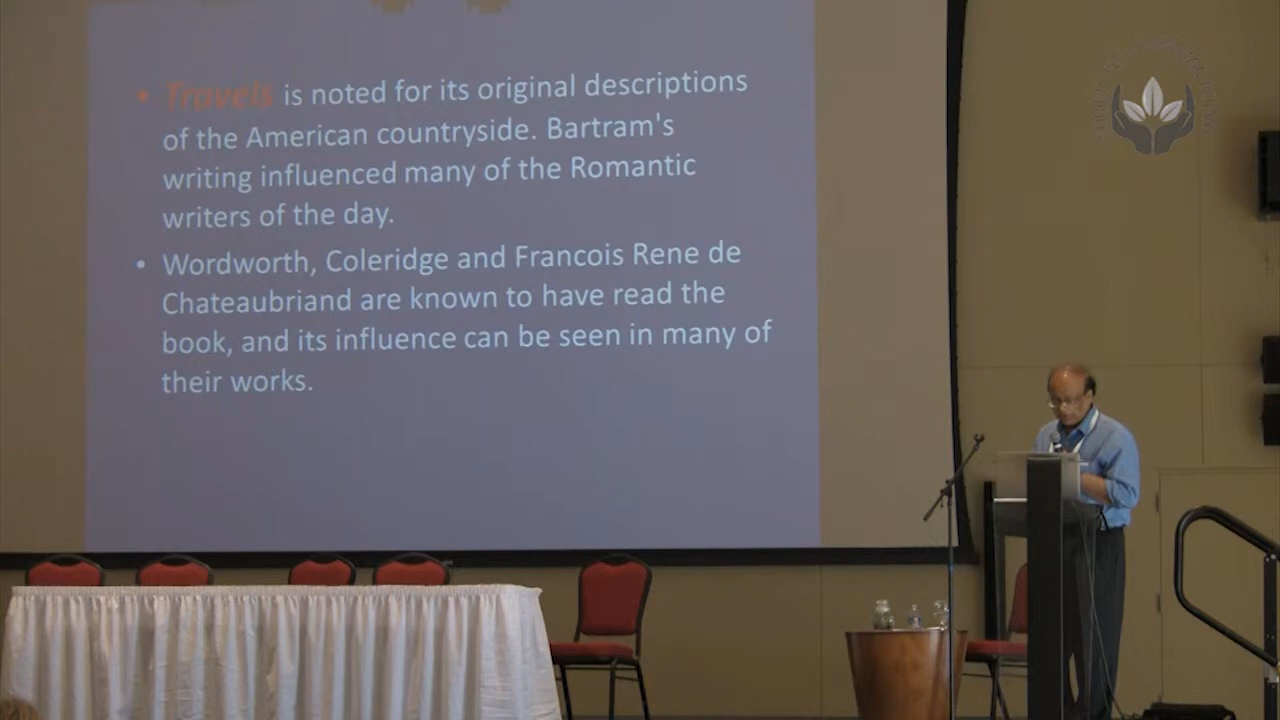 • Travels is noted for its original descriptions
of the American countryside. Bartram's
writing influenced many of the Romantic
writers of the day.
• Wordworth, Coleridge and Francois Rene de
Chateaubriand are known to have read the
book, and its influence can be seen in many of
their works.